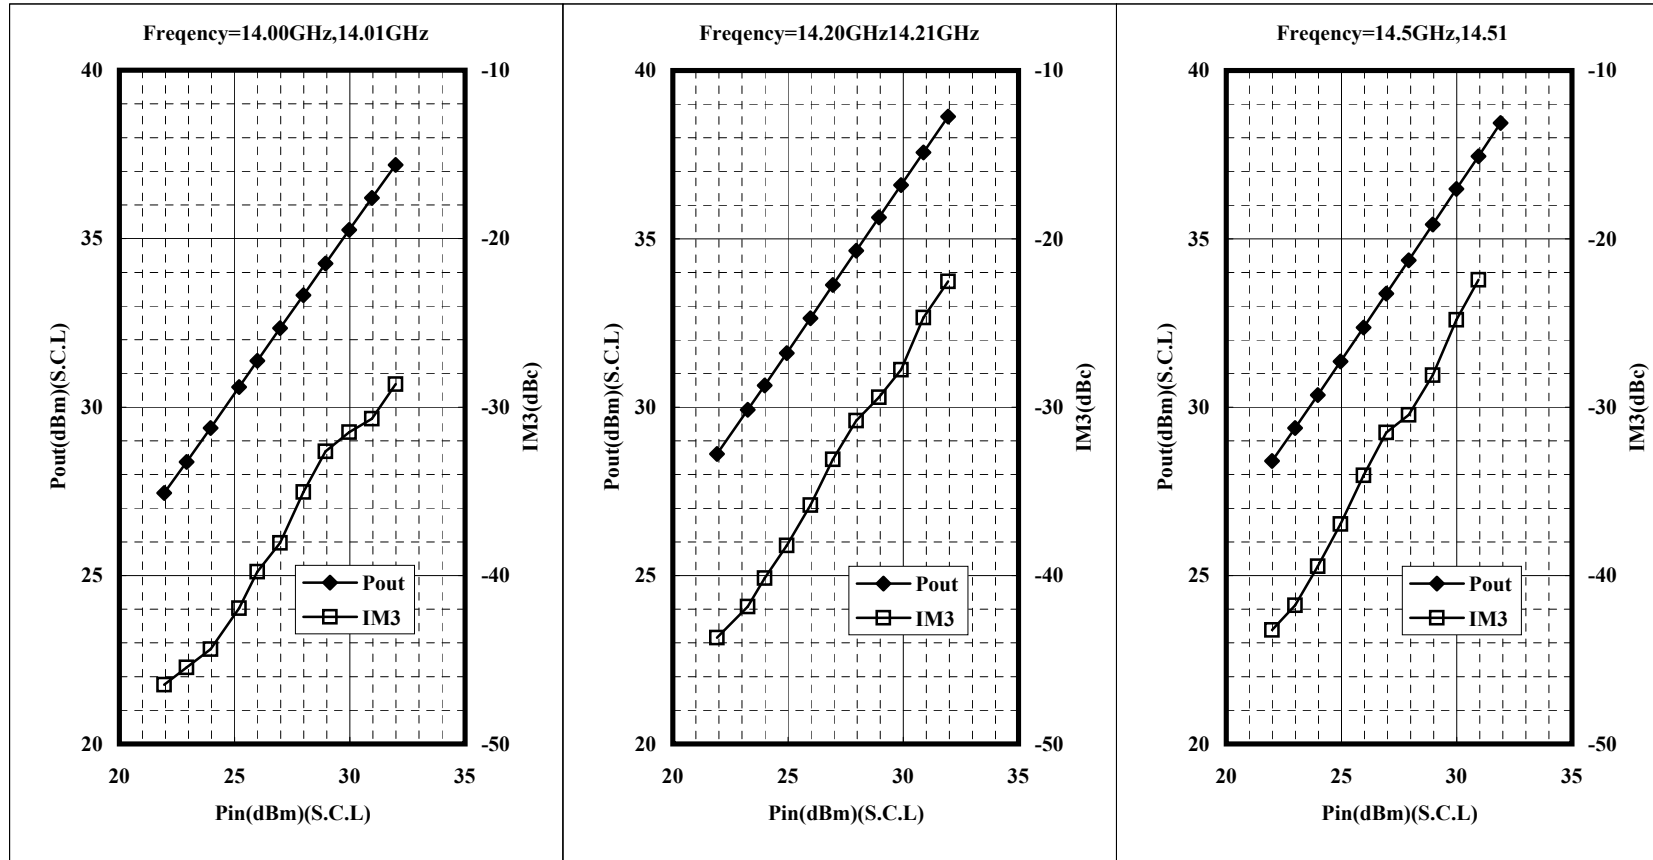 Freqency=14.00GHz,14.01GHz
40
35
30
25
20
-10
-20
-30
-40
-50
20 25 30 35
Pout(dBm)(S.C.L)
IM3(dBc)
Pin(dBm)(S.C.L)
Pout
IM3
Freqency=14.20GHz14.21GHz
40
35
30
25
20
-10
-20
-30
-40
-50
20 25 30 35
Pout(dBm)(S.C.L)
IM3(dBc)
Pin(dBm)(S.C.L)
Pout
IM3
Freqency=14.5GHz,14.51
40
35
30
25
20
-10
-20
-30
-40
-50
20 25 30 35
Pout(dBm)(S.C.L)
IM3(dBc)
Pin(dBm)(S.C.L)
Pout
IM3